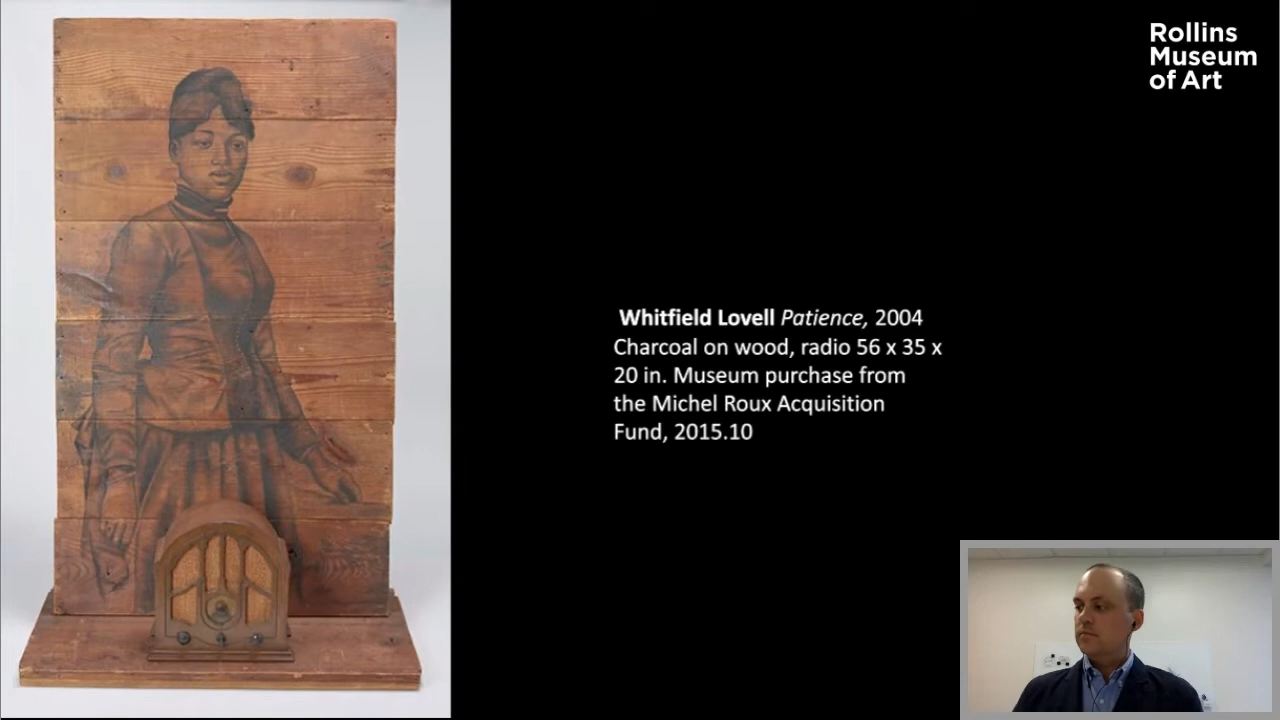 Rollins
Museum
of Art
Whitfield Lovell Patience, 2004
Charcoal on wood, radio 56 x 35 x
20 in. Museum purchase from
the Michel Roux Acquisition
Fund, 2015.10